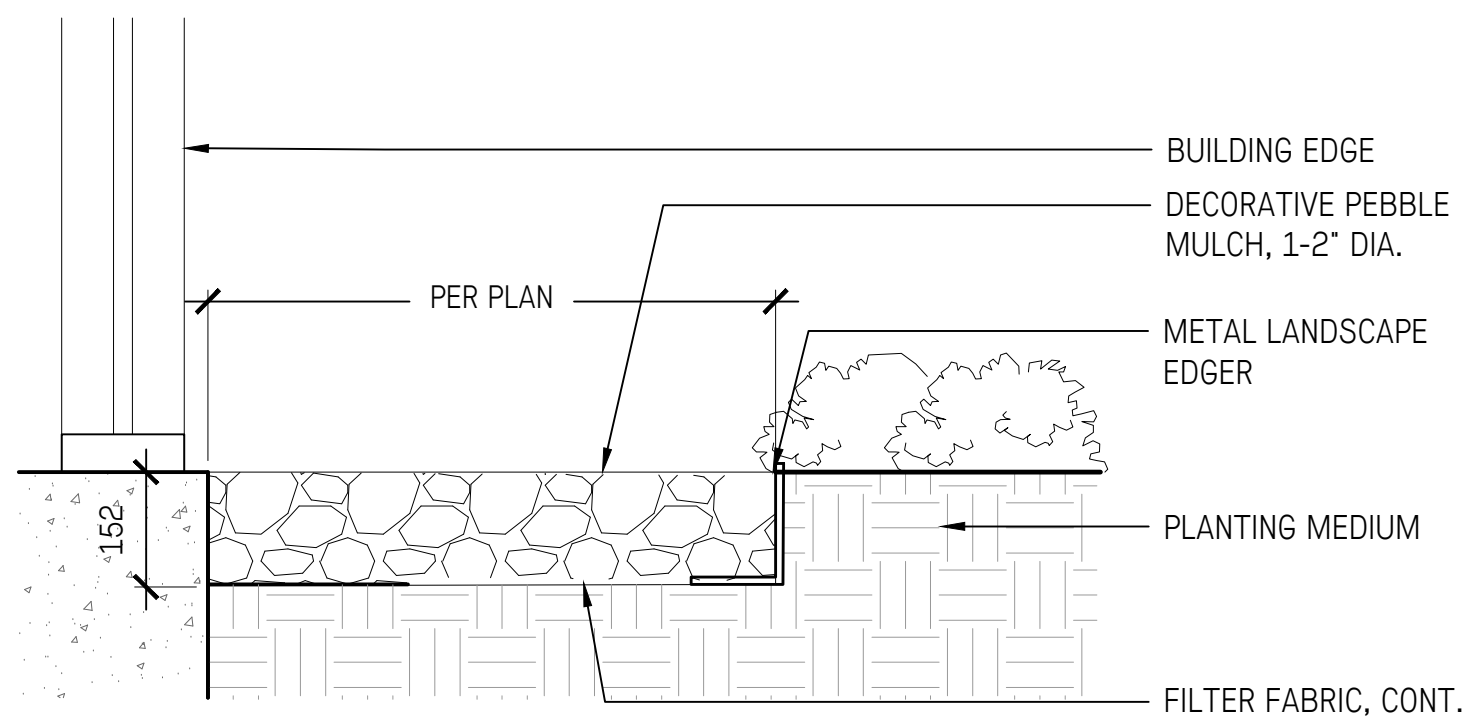 BUILDING EDGE
DECORATIVE PEBBLE
MULCH, 1-2" DIA.
PER PLAN
METAL LANDSCAPE
EDGER
152
PLANTING MEDIUM
FILTER FABRIC, CONT.